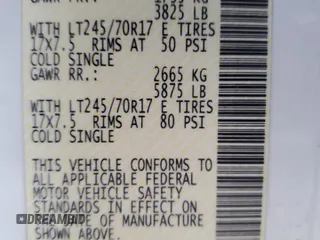 3825 LB
WITH LT245/70R17 E TIRES
17X7.5 RIMS AT 50 PSI
COLD SINGLE
GAWR RR.: 2665 KG
5875 LB
WITH LT245/70R17 E TIRES
17X7.5 RIMS AT 80 PSI
COLD SINGLE
THIS VEHICLE CONFORMS TO
ALL APPLICABLE FEDERAL
MOTOR VEHICLE SAFETY
STANDARDS IN EFFECT ON
OF MANUFACTURE
SHOWN ABOVE.
DREAMBID